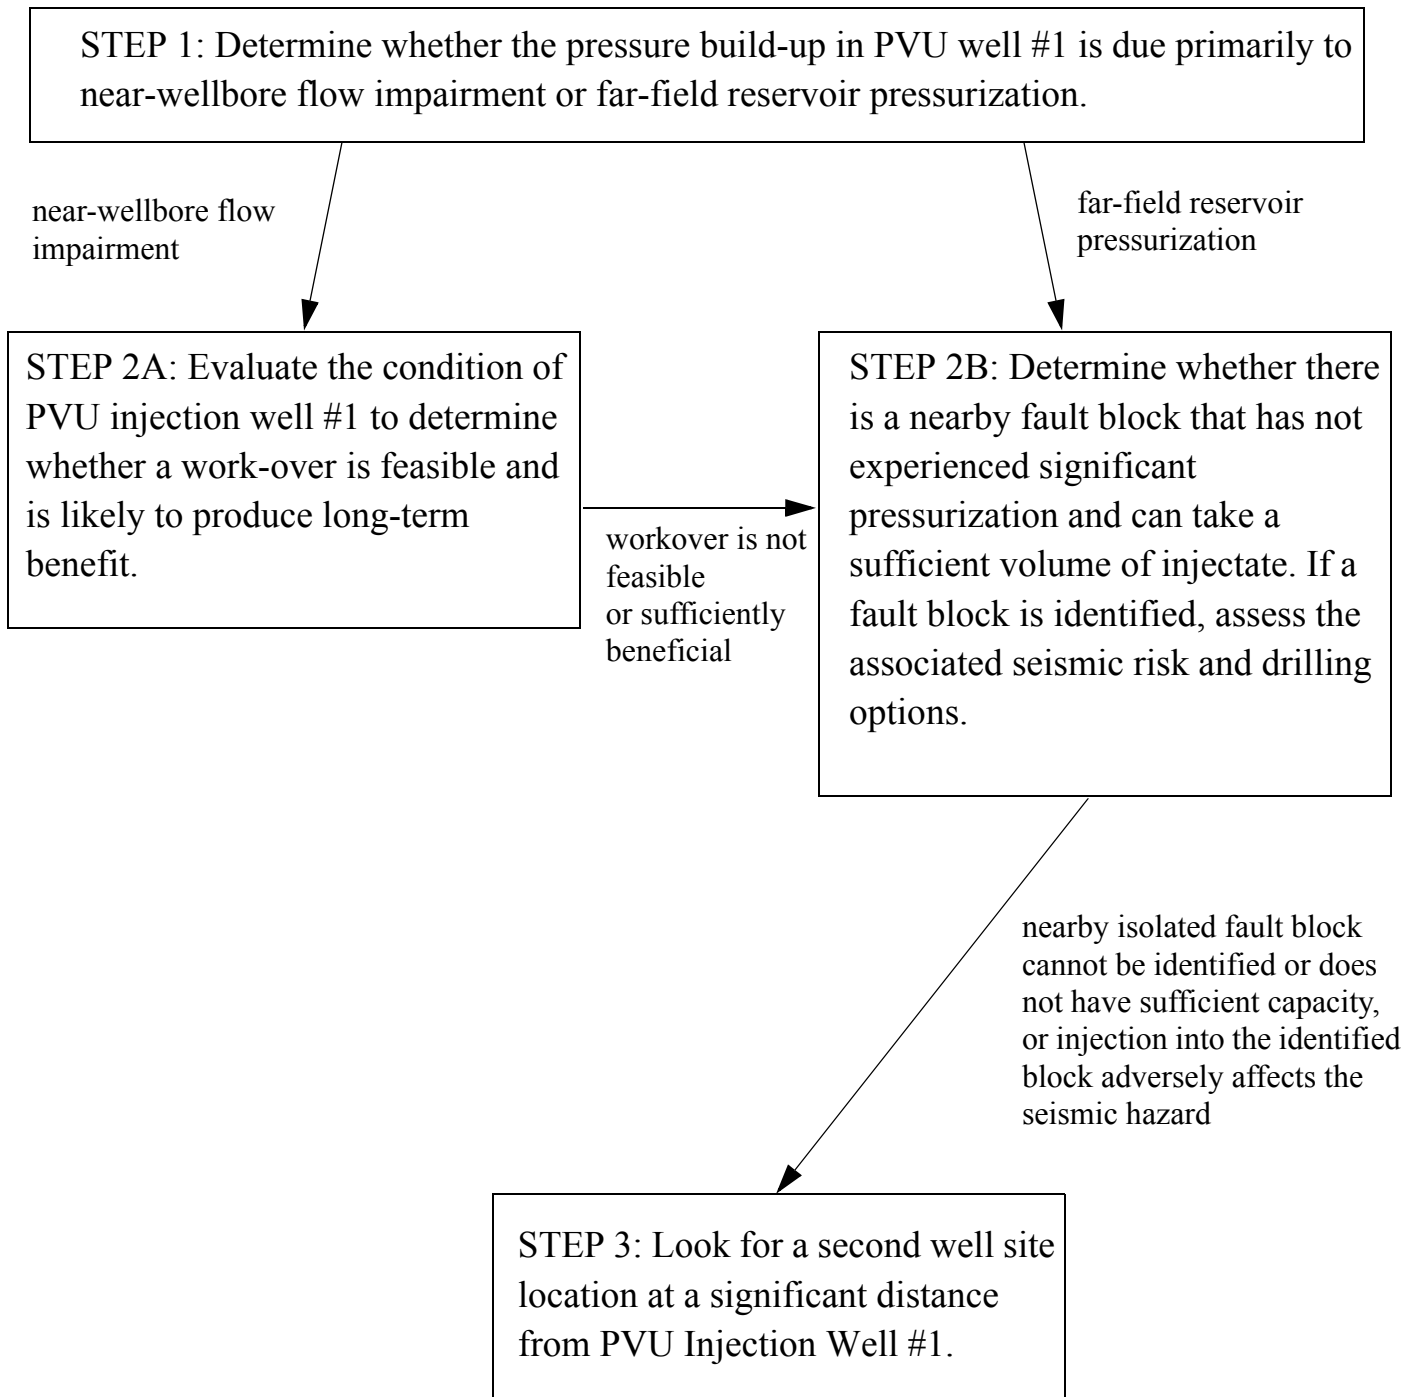 STEP 1: Determine whether the pressure build-up in PVU well #1 is due primarily to
near-wellbore flow impairment or far-field reservoir pressurization.
near-wellbore flow
impairment
far-field reservoir
pressurization
STEP 2A: Evaluate the condition of
PVU injection well #1 to determine
whether a work-over is feasible and
is likely to produce long-term
benefit.
workover is not
feasible
or sufficiently
beneficial
STEP 2B: Determine whether there
is a nearby fault block that has not
experienced significant
pressurization and can take a
sufficient volume of injectate. If a
fault block is identified, assess the
associated seismic risk and drilling
options.
nearby isolated fault block
cannot be identified or does
not have sufficient capacity,
or injection into the identified
block adversely affects the
seismic hazard
STEP 3: Look for a second well site
location at a significant distance
from PVU Injection Well #1.